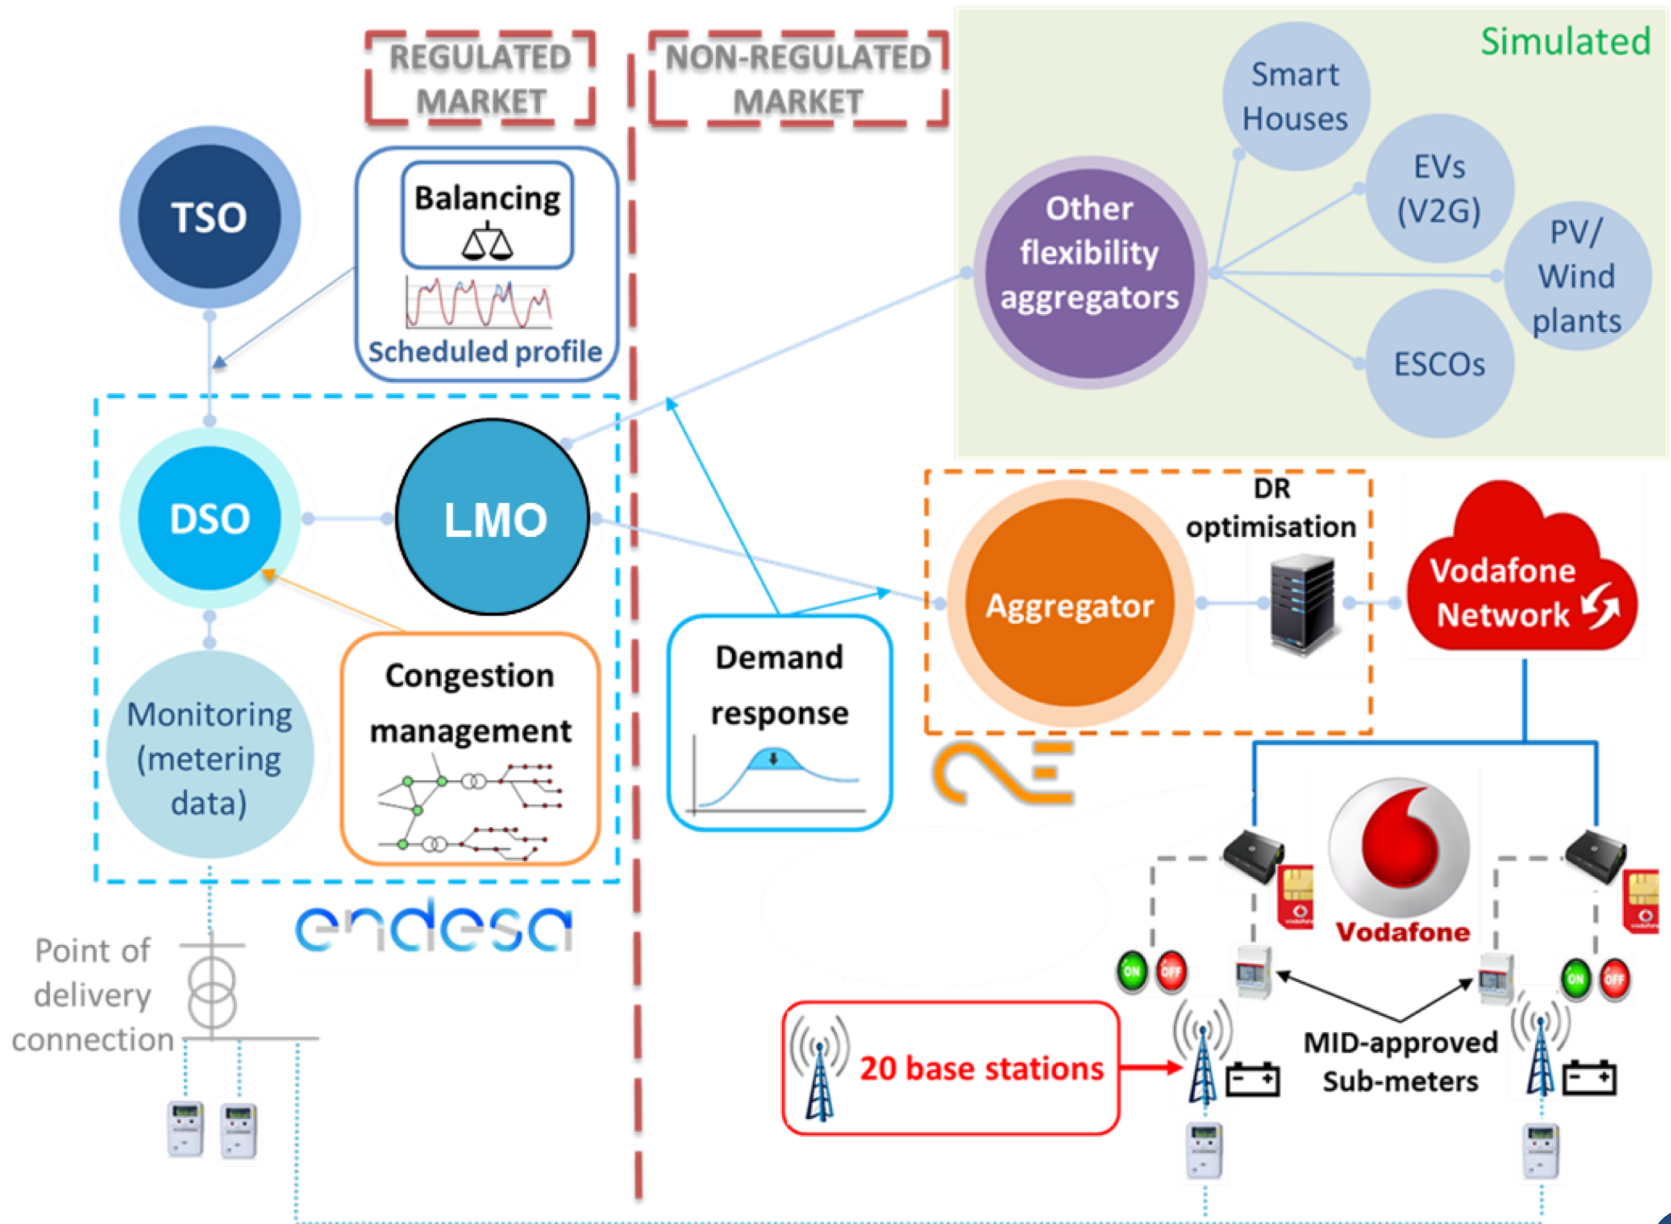 REGULATED
MARKET
NON-REGULATED
MARKET
Simulated
Smart
Houses
EVs
(V2G)
PV/
Wind
plants
ESCOs
Other
flexibility
aggregators
TSO
Balancing
Scheduled profile
DSO
LMO
Monitoring
(metering
data)
Congestion
management
endesa
Demand
response
Aggregator
DR
optimisation
Vodafone
Network
Vodafone
ON
OFF
ON
OFF
MID-approved
Sub-meters
20 base stations
Point of
delivery
connection